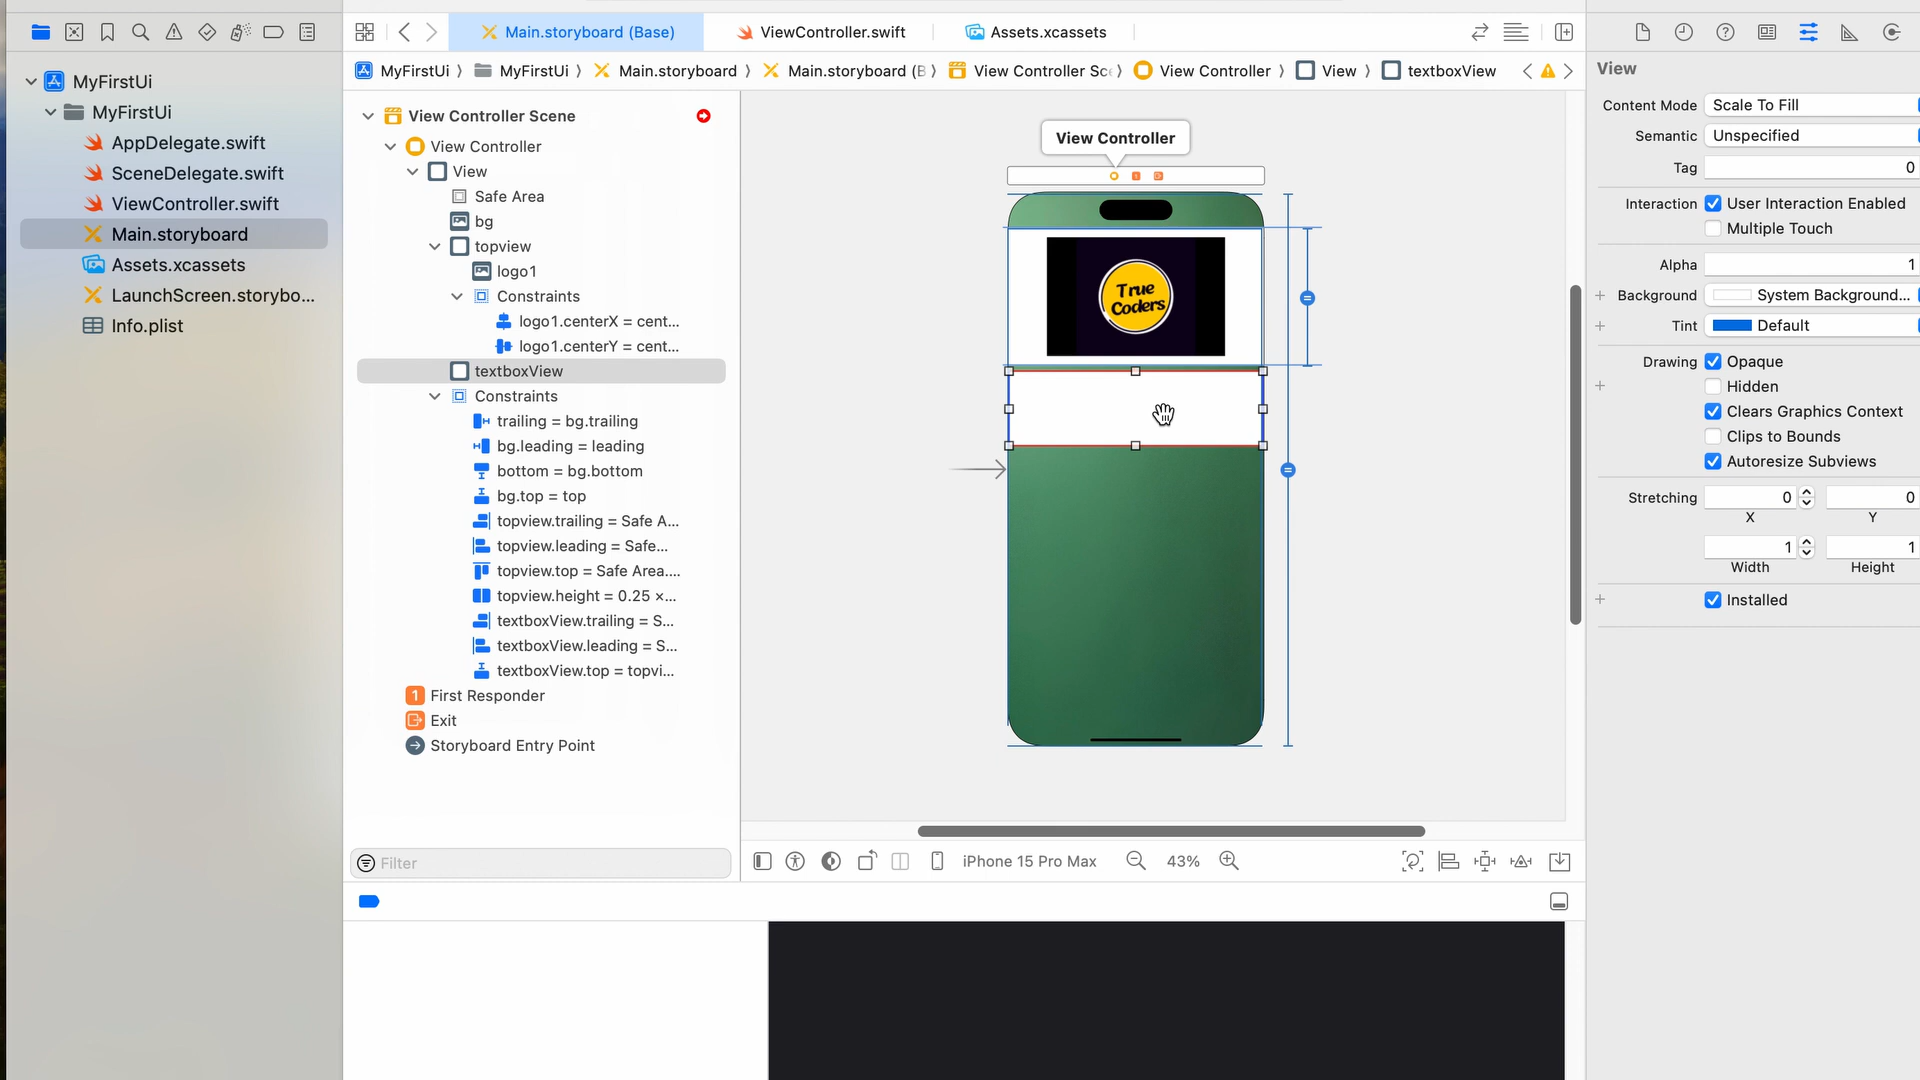 Main.storyboard (Base)
ViewController.swift
Assets.xcassets
MyFirstUi
MyFirstUi
Main.storyboard
Main.storyboard (B
View Controller Sc
View Controller
View
textboxView
MyFirstUi
MyFirstUi
AppDelegate.swift
SceneDelegate.swift
ViewController.swift
Main.storyboard
Assets.xcassets
LaunchScreen.storybo...
Info.plist
View Controller Scene
View Controller
View
Safe Area
bg
topview
logo1
Constraints
logo1.centerX = cent...
logo1.centerY = cent...
textboxView
Constraints
trailing = bg.trailing
bg.leading = leading
bottom = bg.bottom
bg.top = top
topview.trailing = Safe A...
topview.leading = Safe...
topview.top = Safe Area....
topview.height = 0.25 ×...
textboxView.trailing = S...
textboxView.leading = S...
textboxView.top = topvi...
1 First Responder
Exit
Storyboard Entry Point
Filter
View Controller
1
True
Coders
iPhone 15 Pro Max
43%
View
Content Mode Scale To Fill
Semantic Unspecified
Tag 0
Interaction User Interaction Enabled
Multiple Touch
Alpha 1
+ Background System Background...
+ Tint Default
Drawing Opaque
+ Hidden
Clears Graphics Context
Clips to Bounds
Autoresize Subviews
Stretching 0 0
X Y
1 1
Width Height
+ Installed